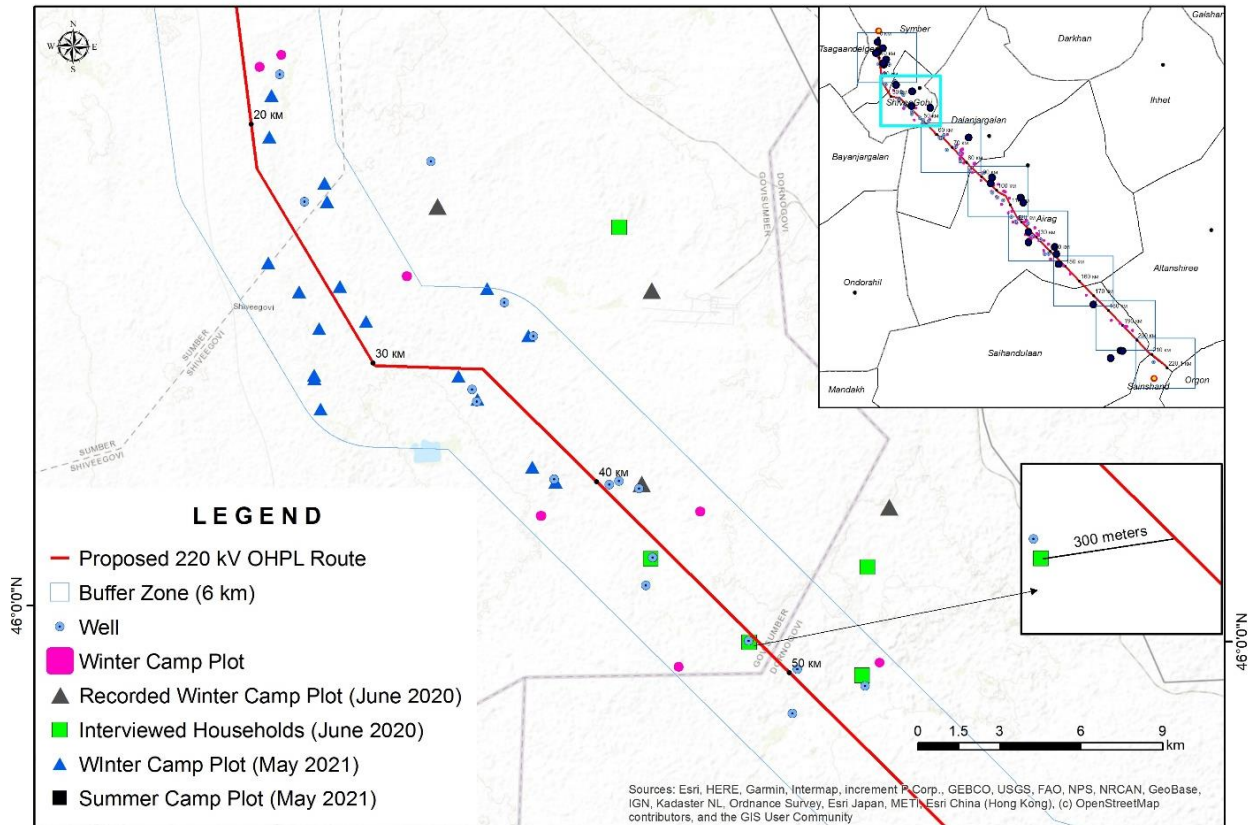 N
W E
S
20 км
30 км
40 км
50 км
Shiveegovi
SUMBER
SHIVEEGOVI
SUMBER
SHIVEEGOVI
GOVISUMBER
DORNOGOVI
GOVISUMBER
DORNOGOVI
46°0'0"N
46°0'0"N
LEGEND
Proposed 220 kV OHPL Route
Buffer Zone (6 km)
Well
Winter Camp Plot
Recorded Winter Camp Plot (June 2020)
Interviewed Households (June 2020)
WInter Camp Plot (May 2021)
Summer Camp Plot (May 2021)
Symber
Gaishar
Darkhan
Tsagaandelger
Ihhet
Dalanjargalan
Bayanjargalan
Airag
Altanshiree
Ondorshil
Saihandulaan
Mandakh
Sainshand
Orgon
300 meters
0 1.5 3 6 9
km
Sources: Esri, HERE, Garmin, Intermap, increment P Corp., GEBCO, USGS, FAO, NPS, NRCAN, GeoBase,
IGN, Kadaster NL, Ordnance Survey, Esri Japan, METI, Esri China (Hong Kong), (c) OpenStreetMap
contributors, and the GIS User Community